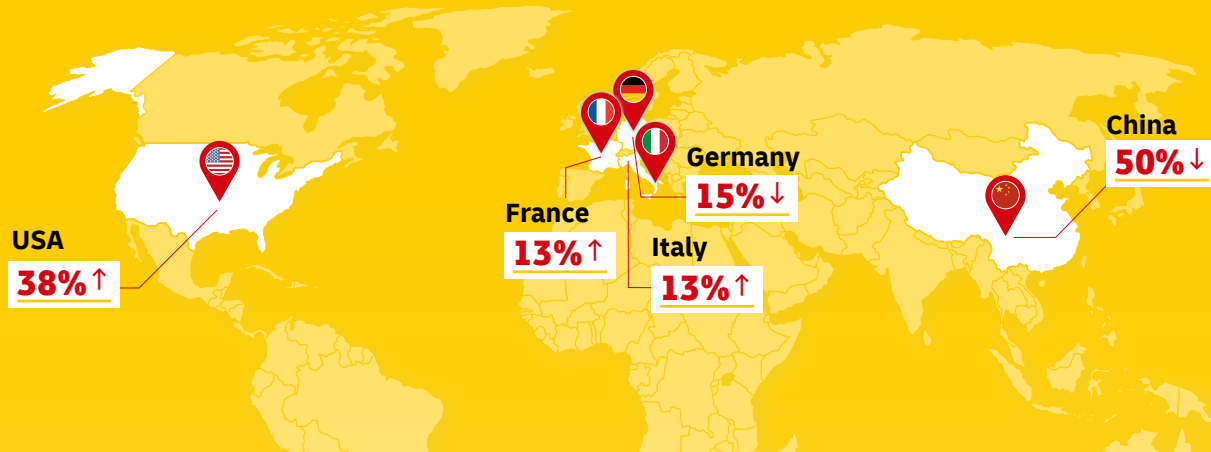 USA
38%↑
France
13%↑
Germany
15%↓
Italy
13%↑
China
50%↓